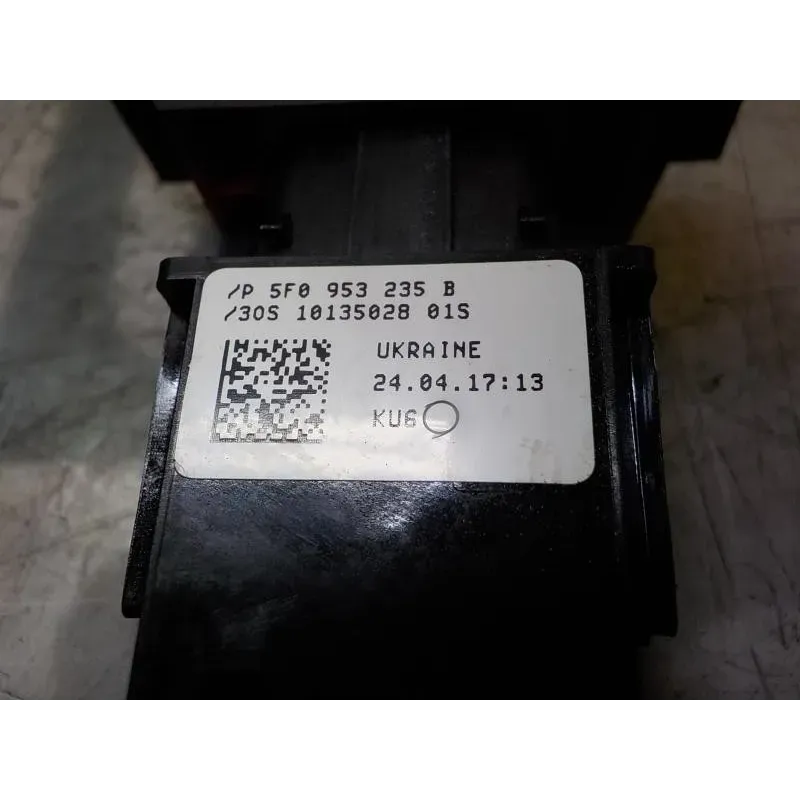 /P 5F0 953 235 B
/30S 10135028 01S
UKRAINE
24.04.17:13
KU6